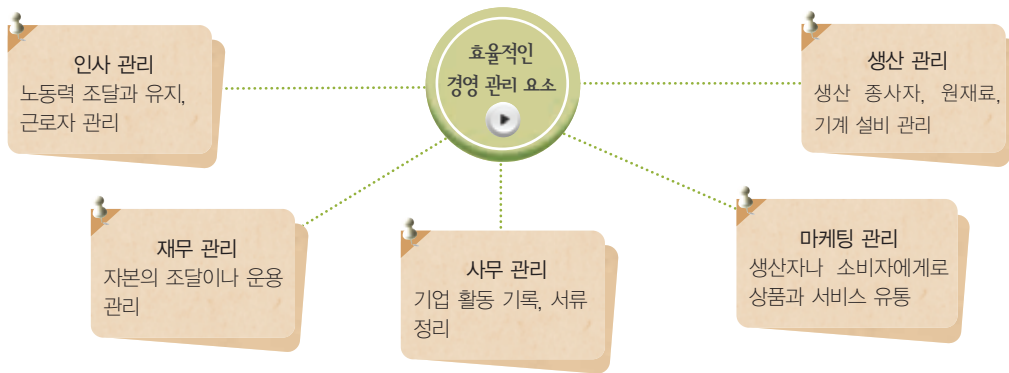 효율적인
경영 관리 요소
인사 관리
노동력 조달과 유지,
근로자 관리
생산 관리
생산 종사자, 원재료,
기계 설비 관리
재무 관리
자본의 조달이나 운용
관리
사무 관리
기업 활동 기록, 서류
정리
마케팅 관리
생산자나 소비자에게로
상품과 서비스 유통